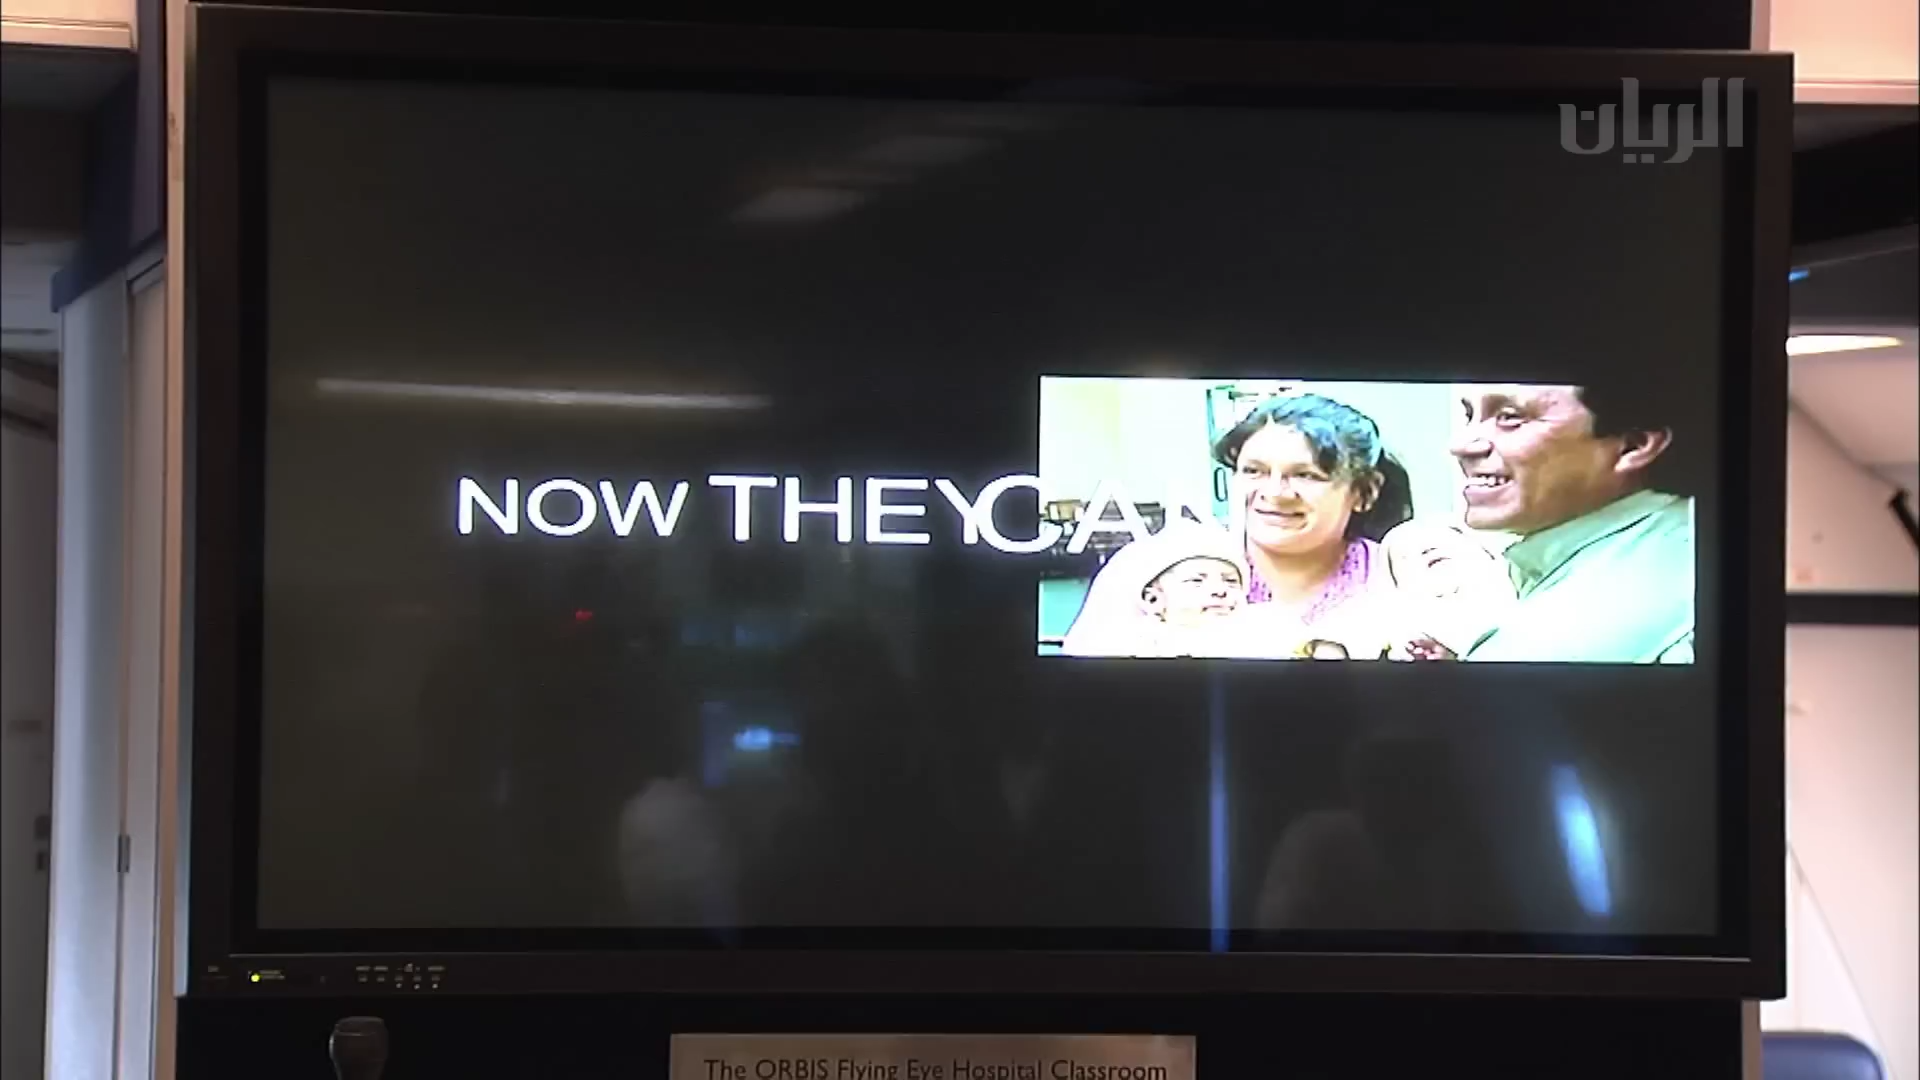 الريان
NOW THEY CAN
The ORBIS Flying Eye Hospital Classroom